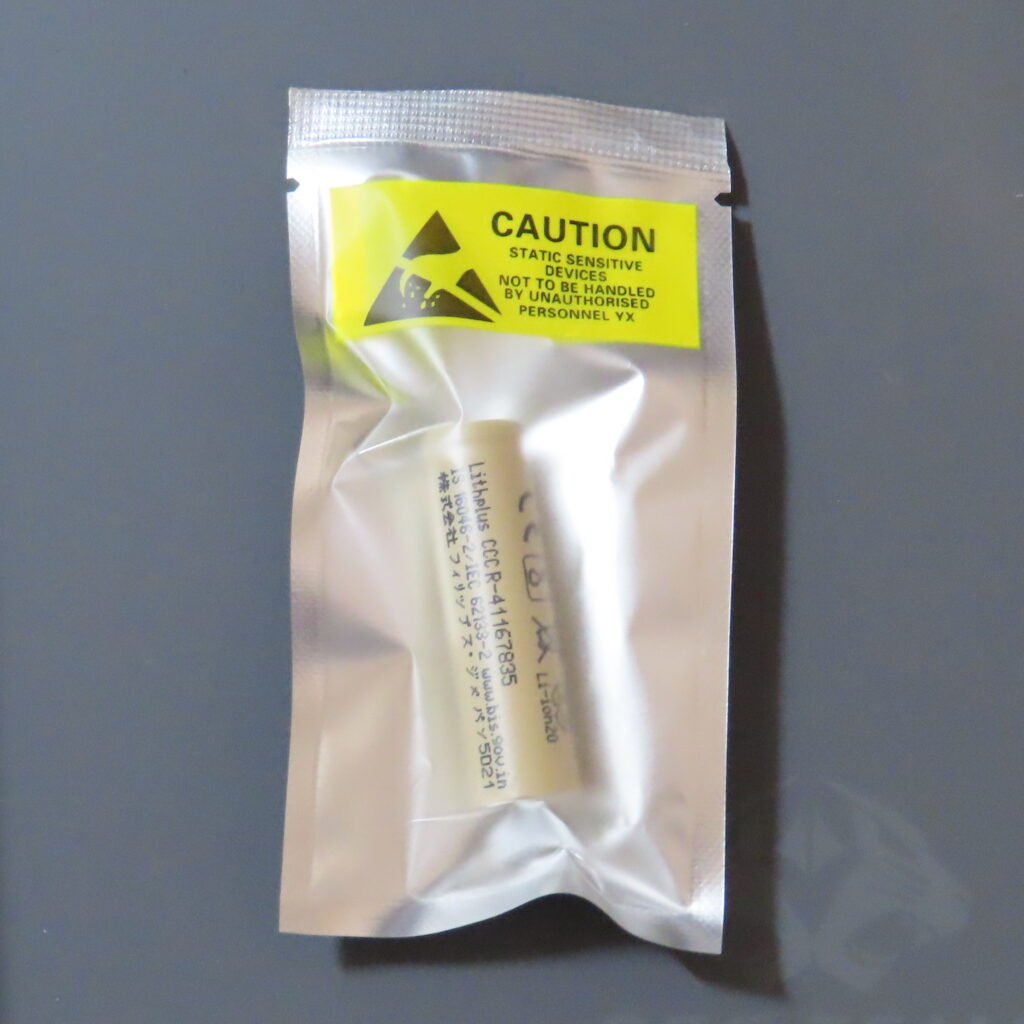 CAUTION
STATIC SENSITIVE
DEVICES
NOT TO BE HANDLED
BY UNAUTHORISED
PERSONNEL YX
Lithplus CCCR-41167835
IS 16046-2/IEC 62133-2 www.bis.gov.in
株式会社フィリップス・ジャパン5D21
Li-ion20